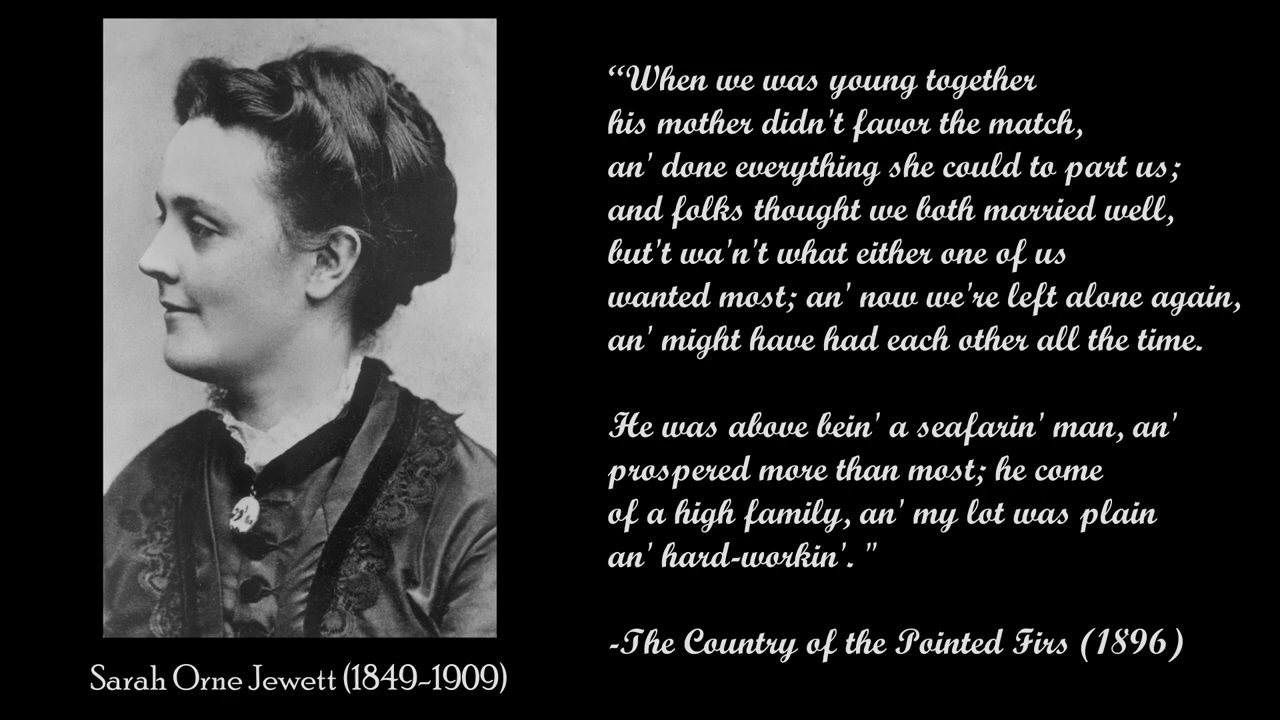 “When we was young together
his mother didn't favor the match,
an' done everything she could to part us;
and folks thought we both married well,
but't wa'n't what either one of us
wanted most; an' now we're left alone again,
an' might have had each other all the time.
He was above bein' a seafarin' man, an'
prospered more than most; he come
of a high family, an' my lot was plain
an' hard-workin'. "
-The Country of the Pointed Firs (1896)
Sarah Orne Jewett (1849-1909)